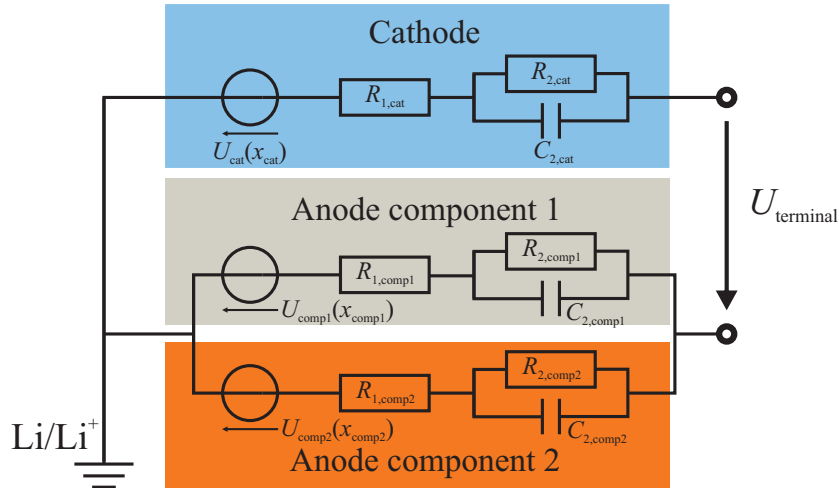 Cathode
R1,cat
R2,cat
C2,cat
Ucat(xcat)
Uterminal
Anode component 1
R1,comp1
R2,comp1
C2,comp1
Ucomp1(xcomp1)
R1,comp2
R2,comp2
C2,comp2
Ucomp2(xcomp2)
Anode component 2
Li/Li+